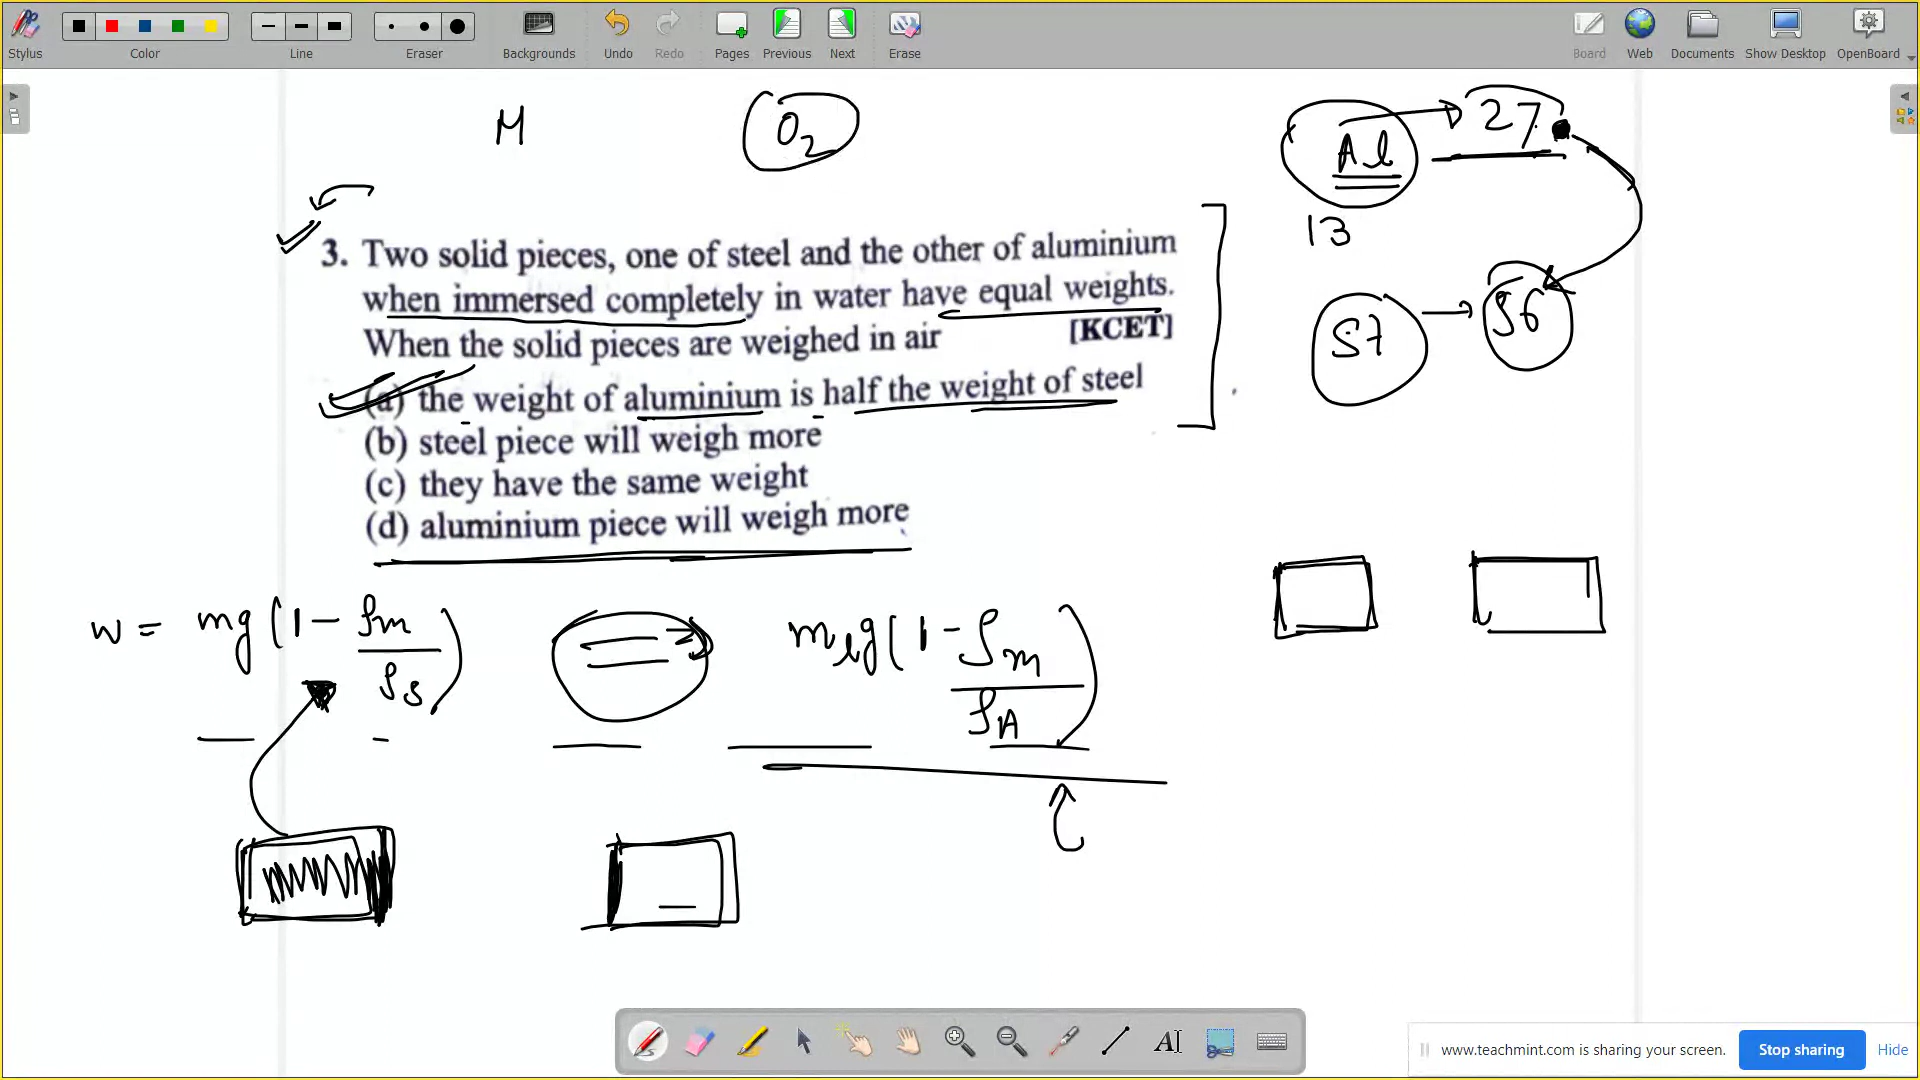 Stylus
Color
Line
Eraser
Backgrounds
Undo
Redo
Pages
Previous
Next
Erase
Board
Web
Documents
Show Desktop
OpenBoard
M
O2
Al → 27
13
S7 → 56
3. Two solid pieces, one of steel and the other of aluminium
when immersed completely in water have equal weights.
When the solid pieces are weighed in air [KCET]
(a) the weight of aluminium is half the weight of steel
(b) steel piece will weigh more
(c) they have the same weight
(d) aluminium piece will weigh more
w = mg(1 - ρm/ρs) = m_l g(1 - ρm/ρA)
www.teachmint.com is sharing your screen.
Stop sharing
Hide